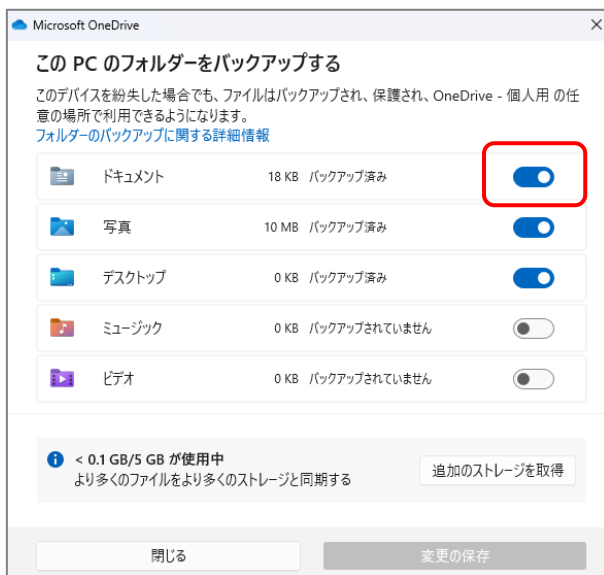 Microsoft OneDrive
この PC のフォルダーをバックアップする
このデバイスを紛失した場合でも、ファイルはバックアップされ、保護され、OneDrive - 個人用 の任
意の場所で利用できるようになります。
フォルダーのバックアップに関する詳細情報
ドキュメント 18 KB バックアップ済み
写真 10 MB バックアップ済み
デスクトップ 0 KB バックアップ済み
ミュージック 0 KB バックアップされていません
ビデオ 0 KB バックアップされていません
< 0.1 GB/5 GB が使用中
より多くのファイルをより多くのストレージと同期する
追加のストレージを取得
閉じる 変更の保存